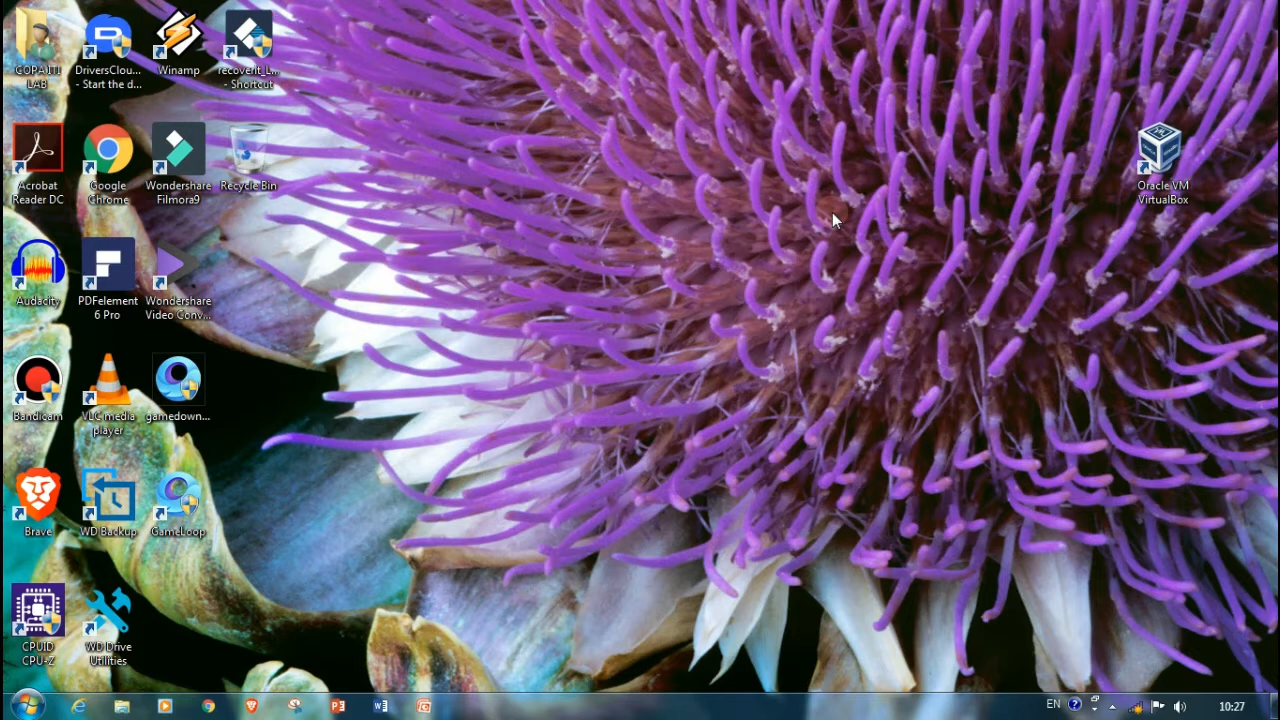 COPA ITI
LAB
DriversClou...
- Start the d...
Winamp
recoverit_L...
- Shortcut
Acrobat
Reader DC
Google
Chrome
Wondershare
Filmora9
Recycle Bin
Oracle VM
VirtualBox
Audacity
PDFelement
6 Pro
Wondershare
Video Conv...
Bandicam
VLC media
player
gamedown...
Brave
WD Backup
GameLoop
CPUID
CPU-Z
WD Drive
Utilities
EN
10:27